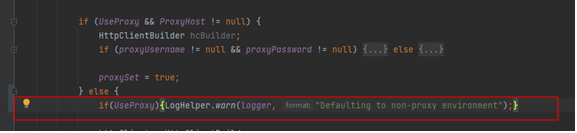 if (UseProxy && ProxyHost != null) {
HttpClientBuilder hcBuilder;
if (proxyUsername != null && proxyPassword != null) {...} else {...}
proxySet = true;
} else {
if(UseProxy){LogHelper.warn(logger, format: "Defaulting to non-proxy environment");}